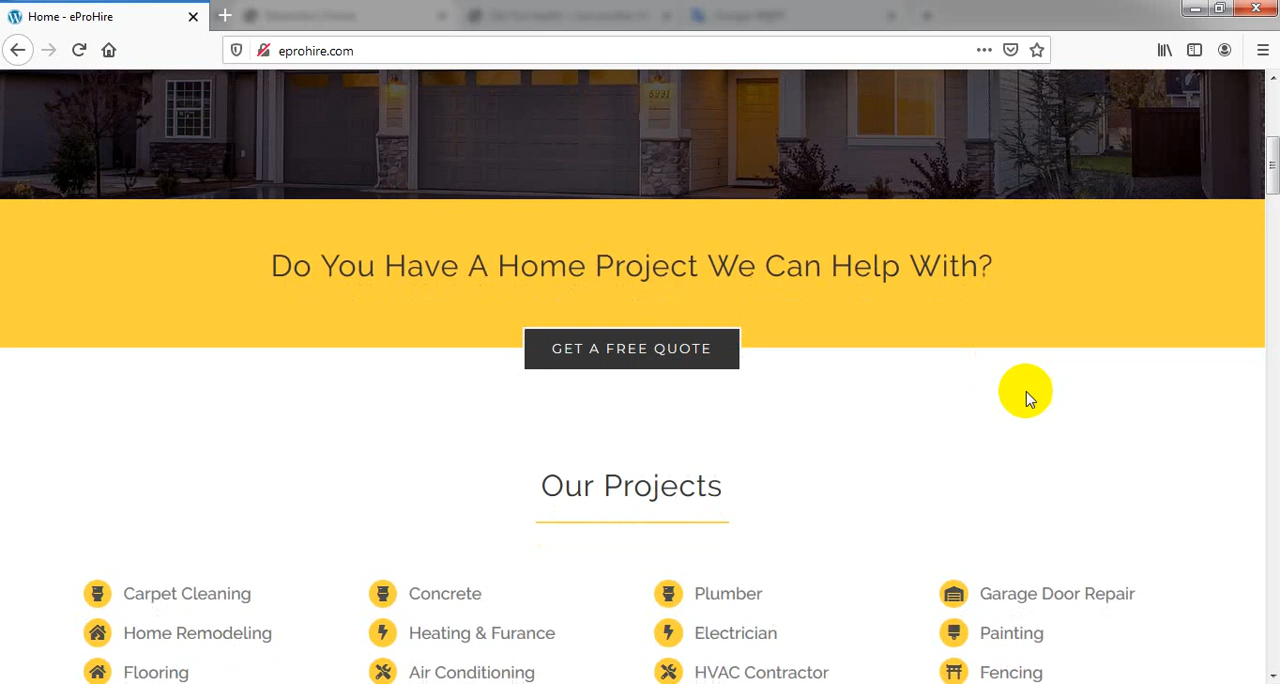 Home - eProHire
eprohire.com
6991
Do You Have A Home Project We Can Help With?
GET A FREE QUOTE
Our Projects
Carpet Cleaning
Concrete
Plumber
Garage Door Repair
Home Remodeling
Heating & Furance
Electrician
Painting
Flooring
Air Conditioning
HVAC Contractor
Fencing